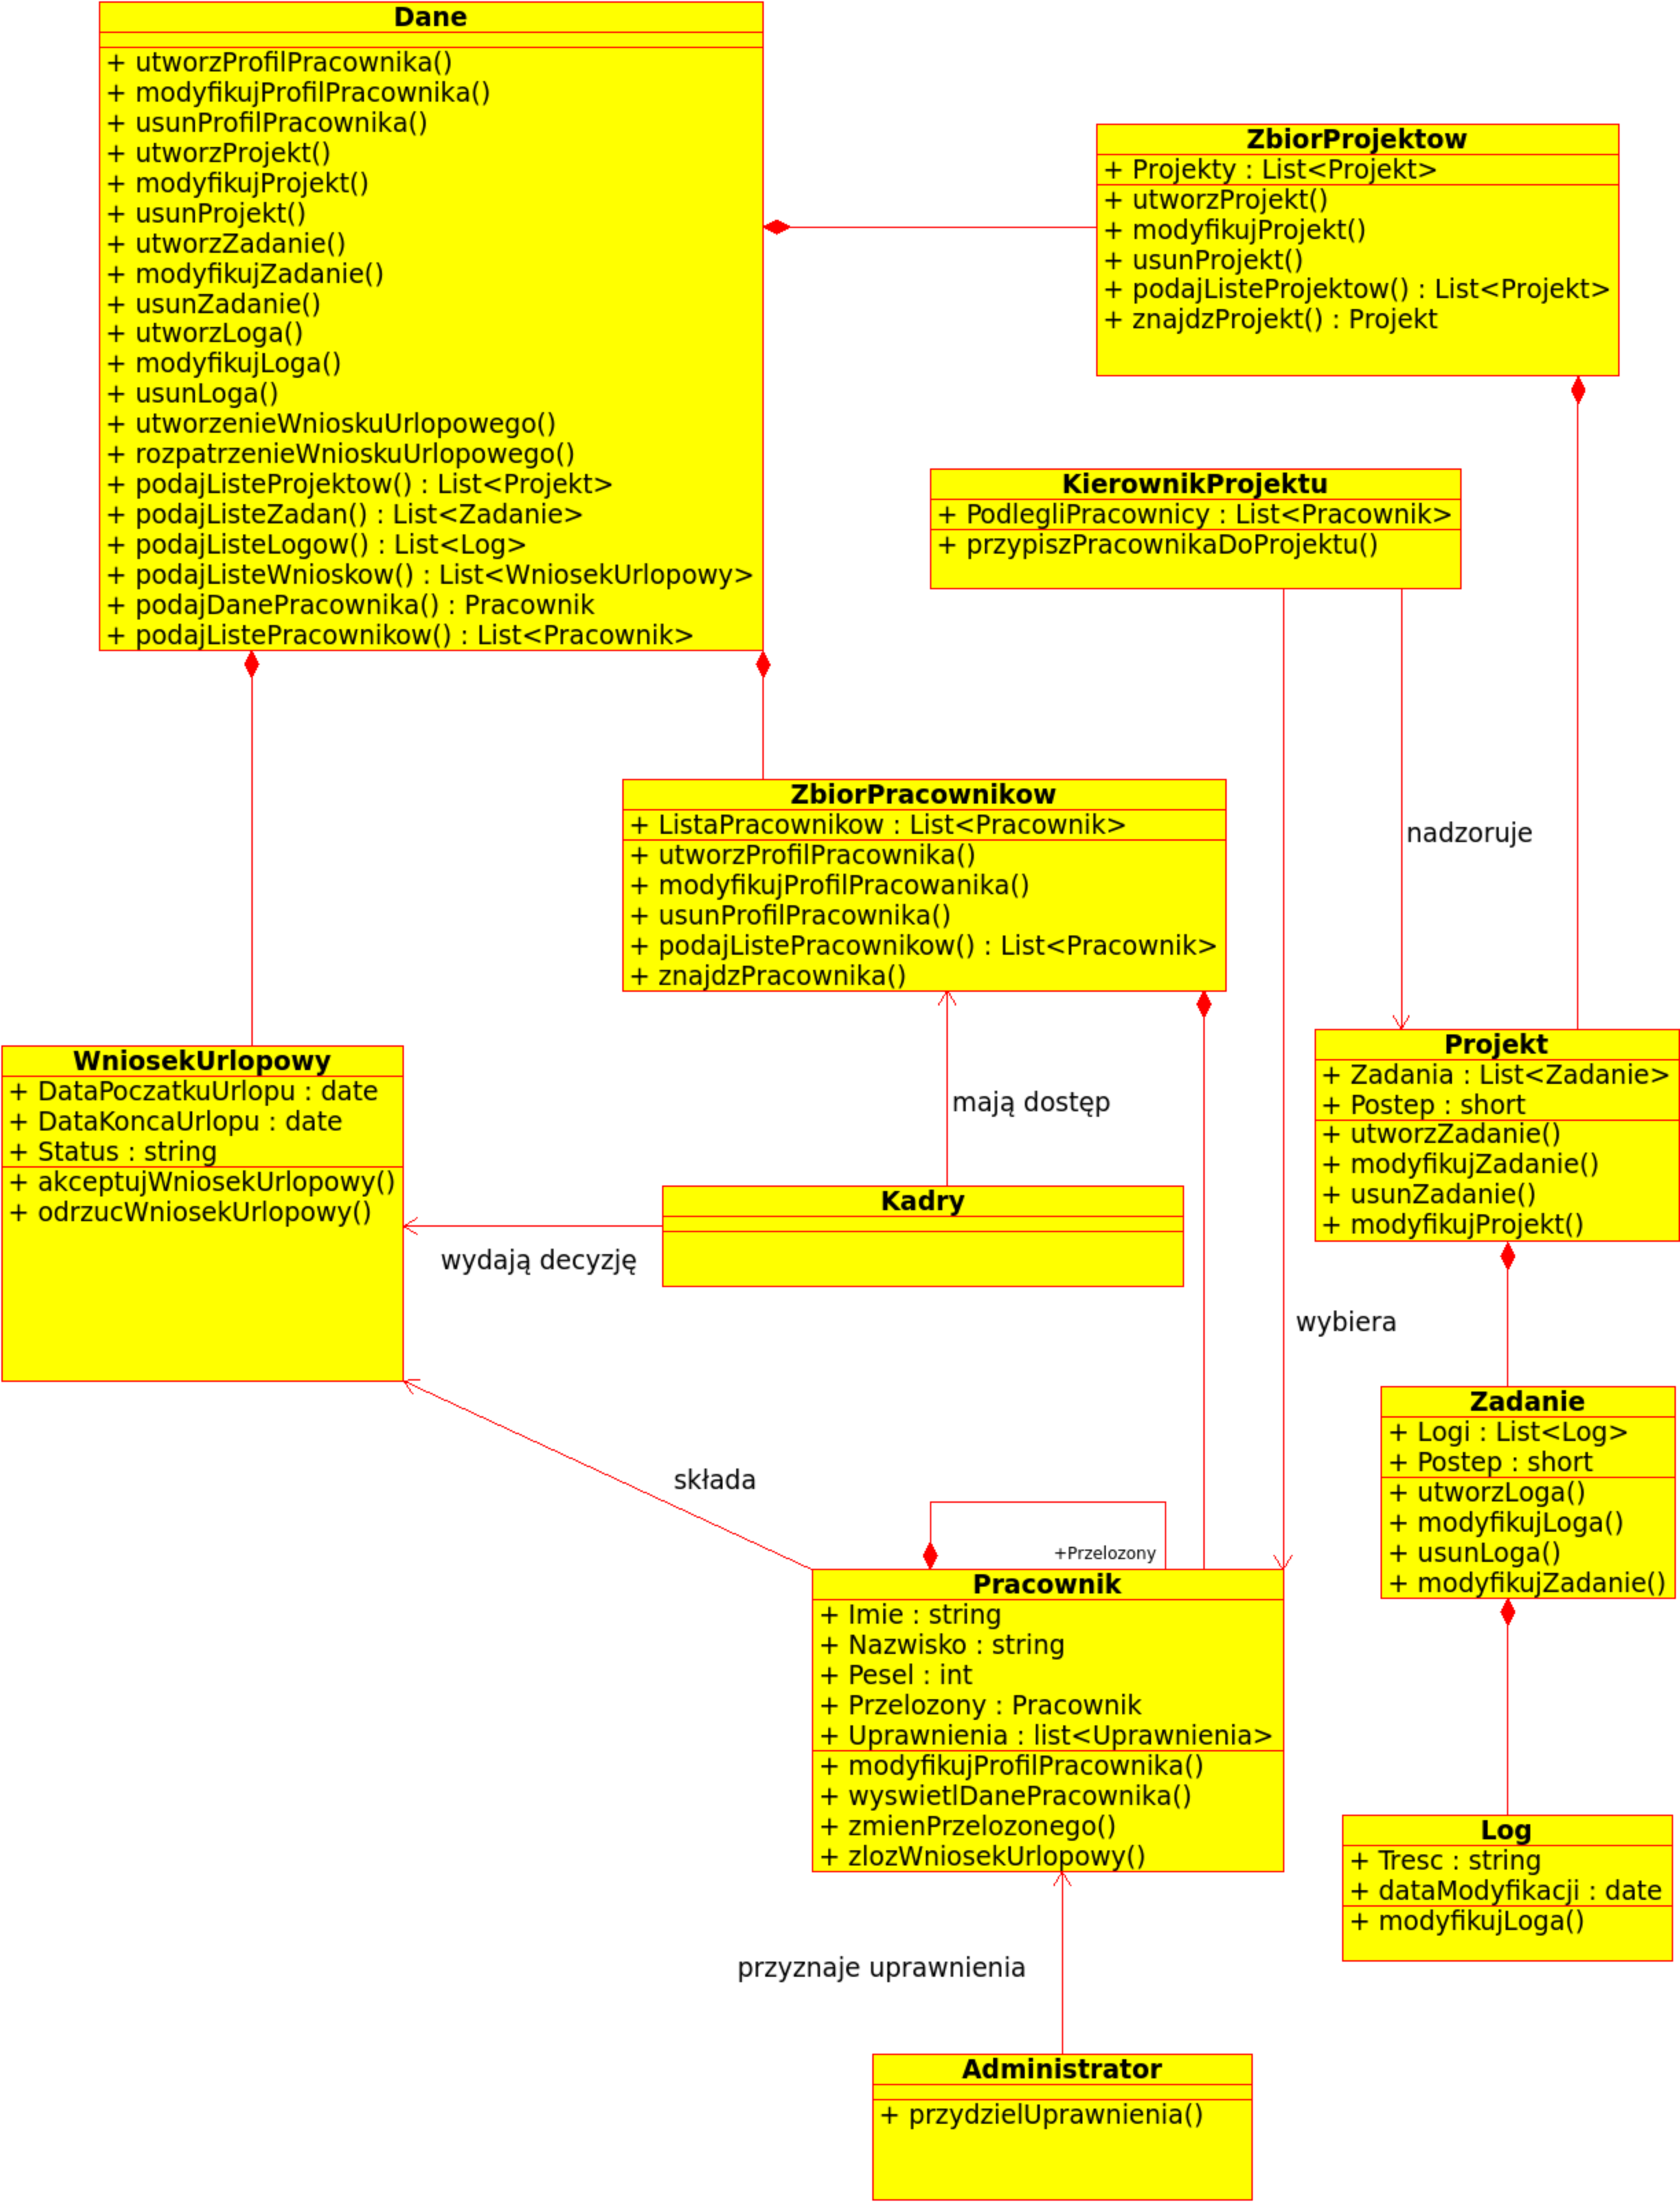 Dane
+ utworzProfilPracownika()
+ modyfikujProfilPracownika()
+ usunProfilPracownika()
+ utworzProjekt()
+ modyfikujProjekt()
+ usunProjekt()
+ utworzZadanie()
+ modyfikujZadanie()
+ usunZadanie()
+ utworzLoga()
+ modyfikujLoga()
+ usunLoga()
+ utworzenieWnioskuUrlopowego()
+ rozpatrzenieWnioskuUrlopowego()
+ podajListeProjektow() : List<Projekt>
+ podajListeZadan() : List<Zadanie>
+ podajListeLogow() : List<Log>
+ podajListeWnioskow() : List<WniosekUrlopowy>
+ podajDanePracownika() : Pracownik
+ podajListePracownikow() : List<Pracownik>
ZbiorProjektow
+ Projekty : List<Projekt>
+ utworzProjekt()
+ modyfikujProjekt()
+ usunProjekt()
+ podajListeProjektow() : List<Projekt>
+ znajdzProjekt() : Projekt
KierownikProjektu
+ PodlegliPracownicy : List<Pracownik>
+ przypiszPracownikaDoProjektu()
nadzoruje
ZbiorPracownikow
+ ListaPracownikow : List<Pracownik>
+ utworzProfilPracownika()
+ modyfikujProfilPracowanika()
+ usunProfilPracownika()
+ podajListePracownikow() : List<Pracownik>
+ znajdzPracownika()
WniosekUrlopowy
+ DataPoczatkuUrlopu : date
+ DataKoncaUrlopu : date
+ Status : string
+ akceptujWniosekUrlopowy()
+ odrzucWniosekUrlopowy()
mają dostęp
Kadry
wydają decyzję
Projekt
+ Zadania : List<Zadanie>
+ Postep : short
+ utworzZadanie()
+ modyfikujZadanie()
+ usunZadanie()
+ modyfikujProjekt()
wybiera
Zadanie
+ Logi : List<Log>
+ Postep : short
+ utworzLoga()
+ modyfikujLoga()
+ usunLoga()
+ modyfikujZadanie()
składa
+Przelozony
Pracownik
+ Imie : string
+ Nazwisko : string
+ Pesel : int
+ Przelozony : Pracownik
+ Uprawnienia : list<Uprawnienia>
+ modyfikujProfilPracownika()
+ wyswietlDanePracownika()
+ zmienPrzelozonego()
+ zlozWniosekUrlopowy()
Log
+ Tresc : string
+ dataModyfikacji : date
+ modyfikujLoga()
przyznaje uprawnienia
Administrator
+ przydzielUprawnienia()